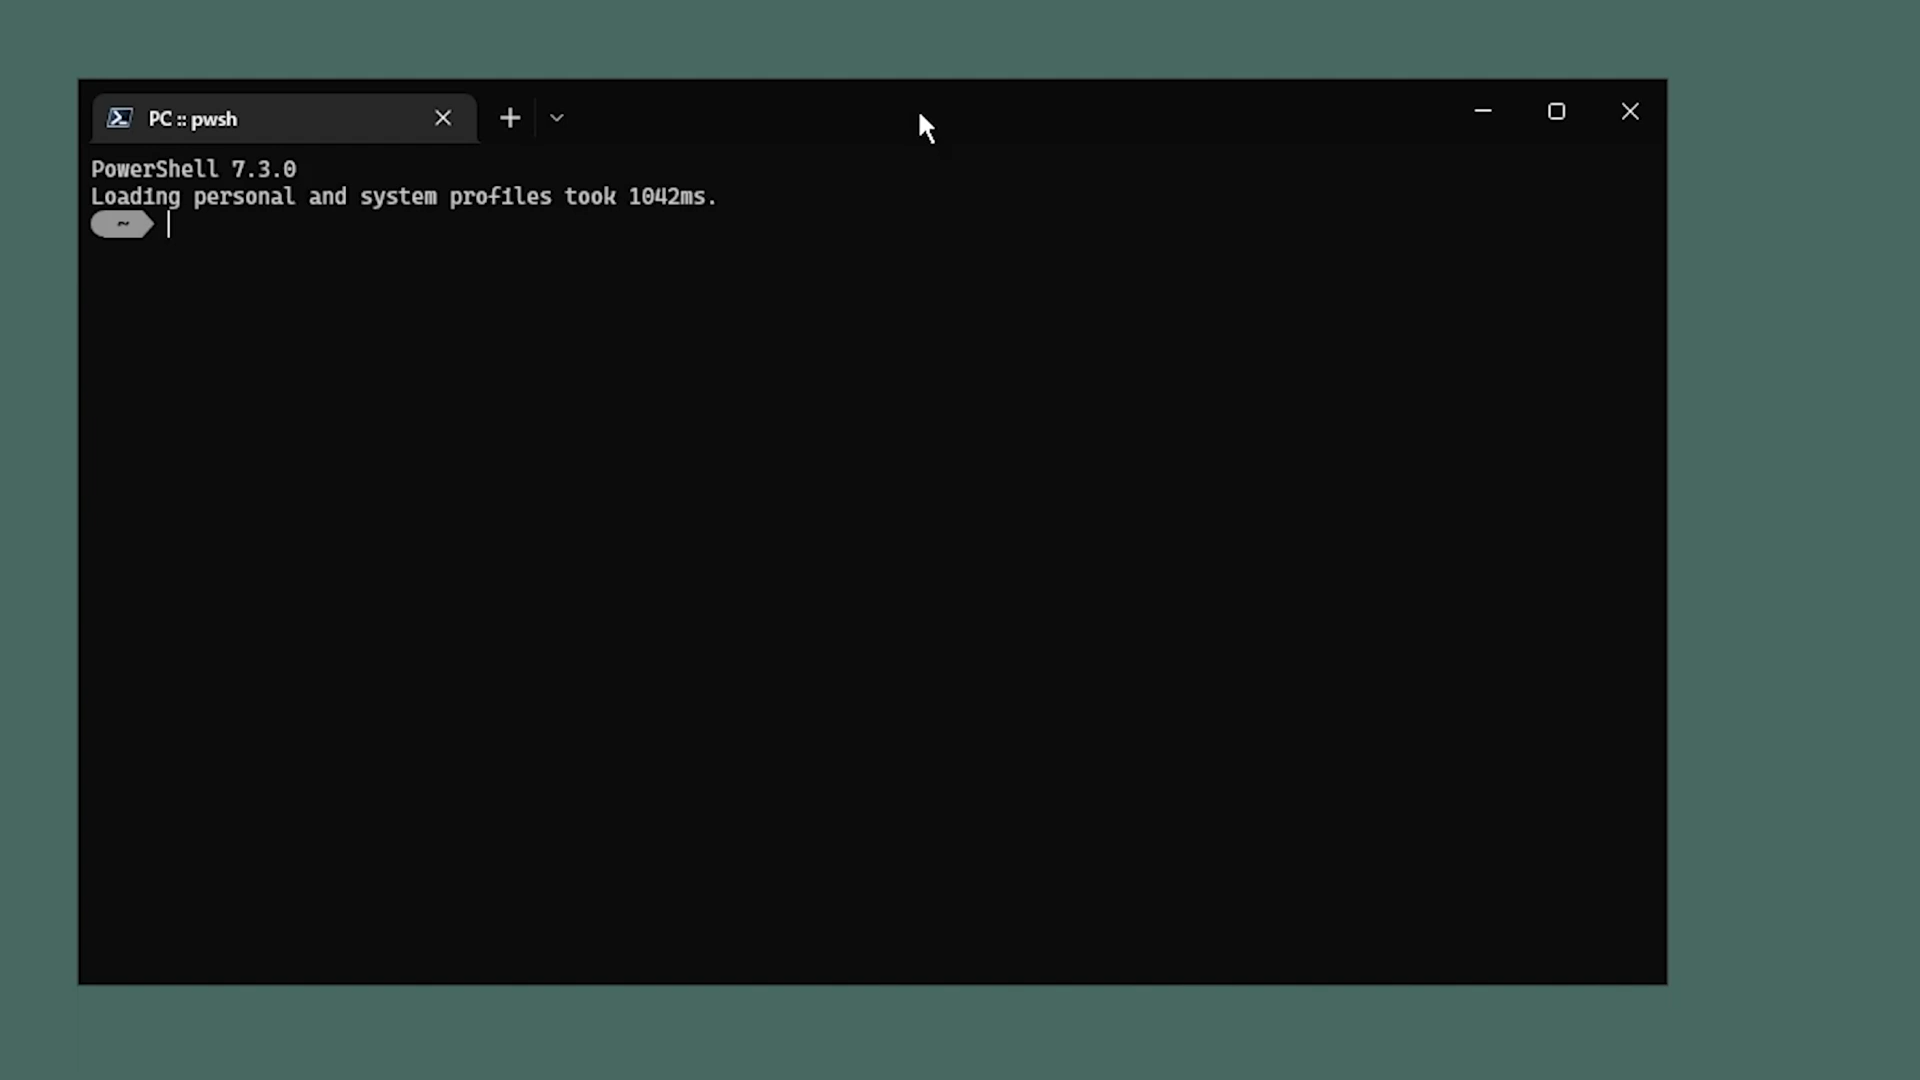 PC :: pwsh
PowerShell 7.3.0
Loading personal and system profiles took 1042ms.
~